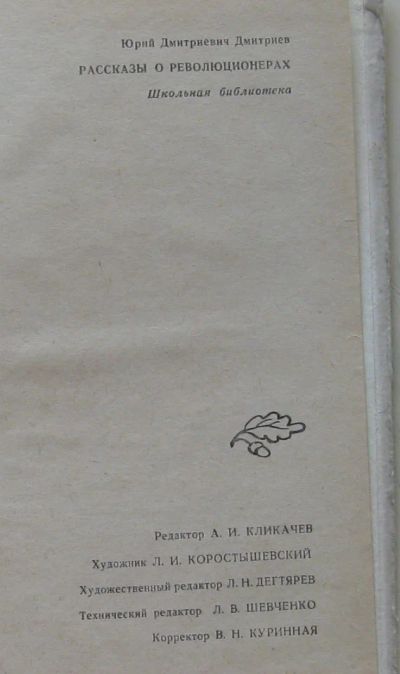 Юрий Дмитриевич Дмитриев
РАССКАЗЫ О РЕВОЛЮЦИОНЕРАХ
Школьная библиотека
Редактор А. И. КЛИКАЧЕВ
Художник Л. И. КОРОСТЫШЕВСКИЙ
Художественный редактор Л. Н. ДЕГТЯРЕВ
Технический редактор Л. В. ШЕВЧЕНКО
Корректор В. Н. КУРИННАЯ